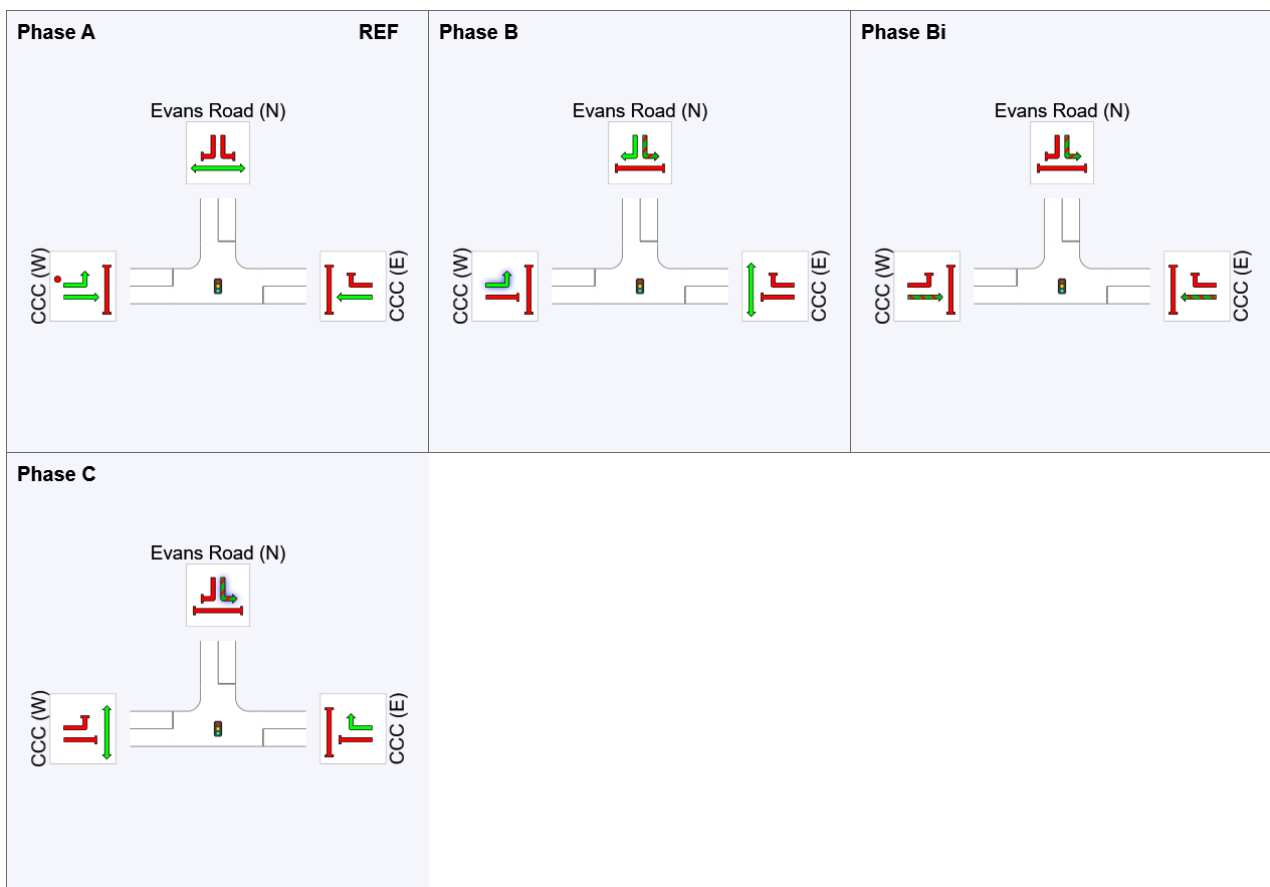 Phase A REF
Evans Road (N)
CCC (W)
CCC (E)
Phase B
Evans Road (N)
CCC (W)
CCC (E)
Phase Bi
Evans Road (N)
CCC (W)
CCC (E)
Phase C
Evans Road (N)
CCC (W)
CCC (E)